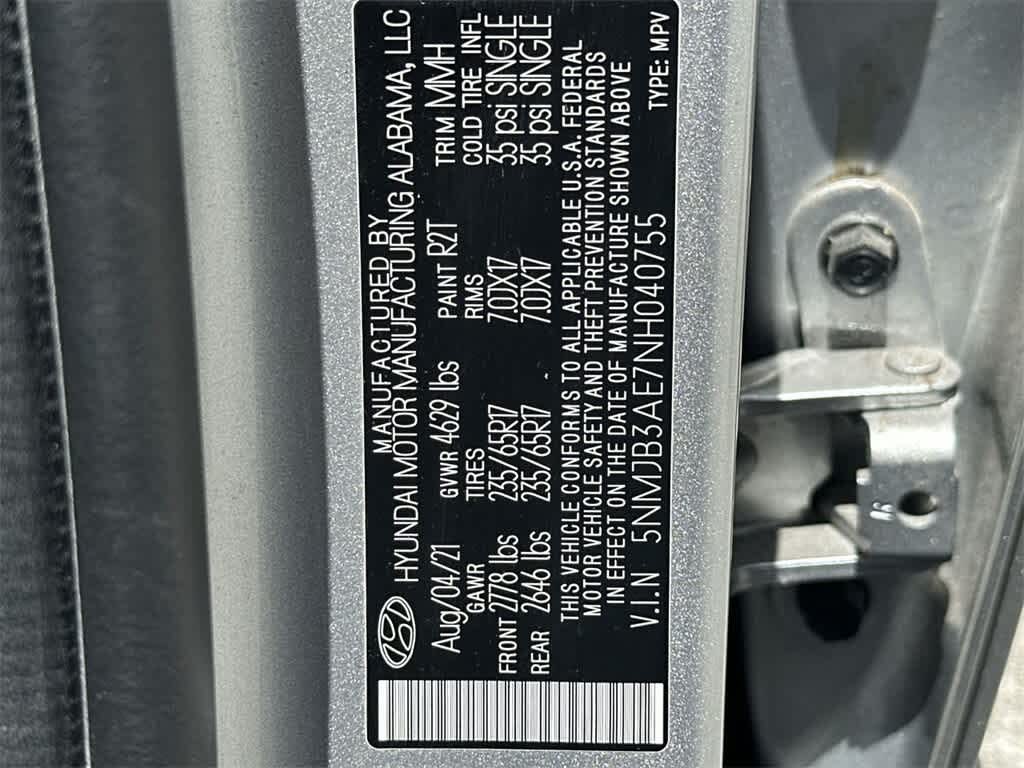 MANUFACTURED BY
HYUNDAI MOTOR MANUFACTURING ALABAMA, LLC
Aug/04/21 GVWR 4629 lbs PAINT R2T TRIM MMH
GAWR TIRES RIMS COLD TIRE INFL
FRONT 2778 lbs 235/65R17 7.0JX17 35 psi SINGLE
REAR 2646 lbs 235/65R17 7.0JX17 35 psi SINGLE
THIS VEHICLE CONFORMS TO ALL APPLICABLE U.S.A. FEDERAL
MOTOR VEHICLE SAFETY AND THEFT PREVENTION STANDARDS
IN EFFECT ON THE DATE OF MANUFACTURE SHOWN ABOVE
V.I.N 5NMJB3AE7NH040755 TYPE: MPV